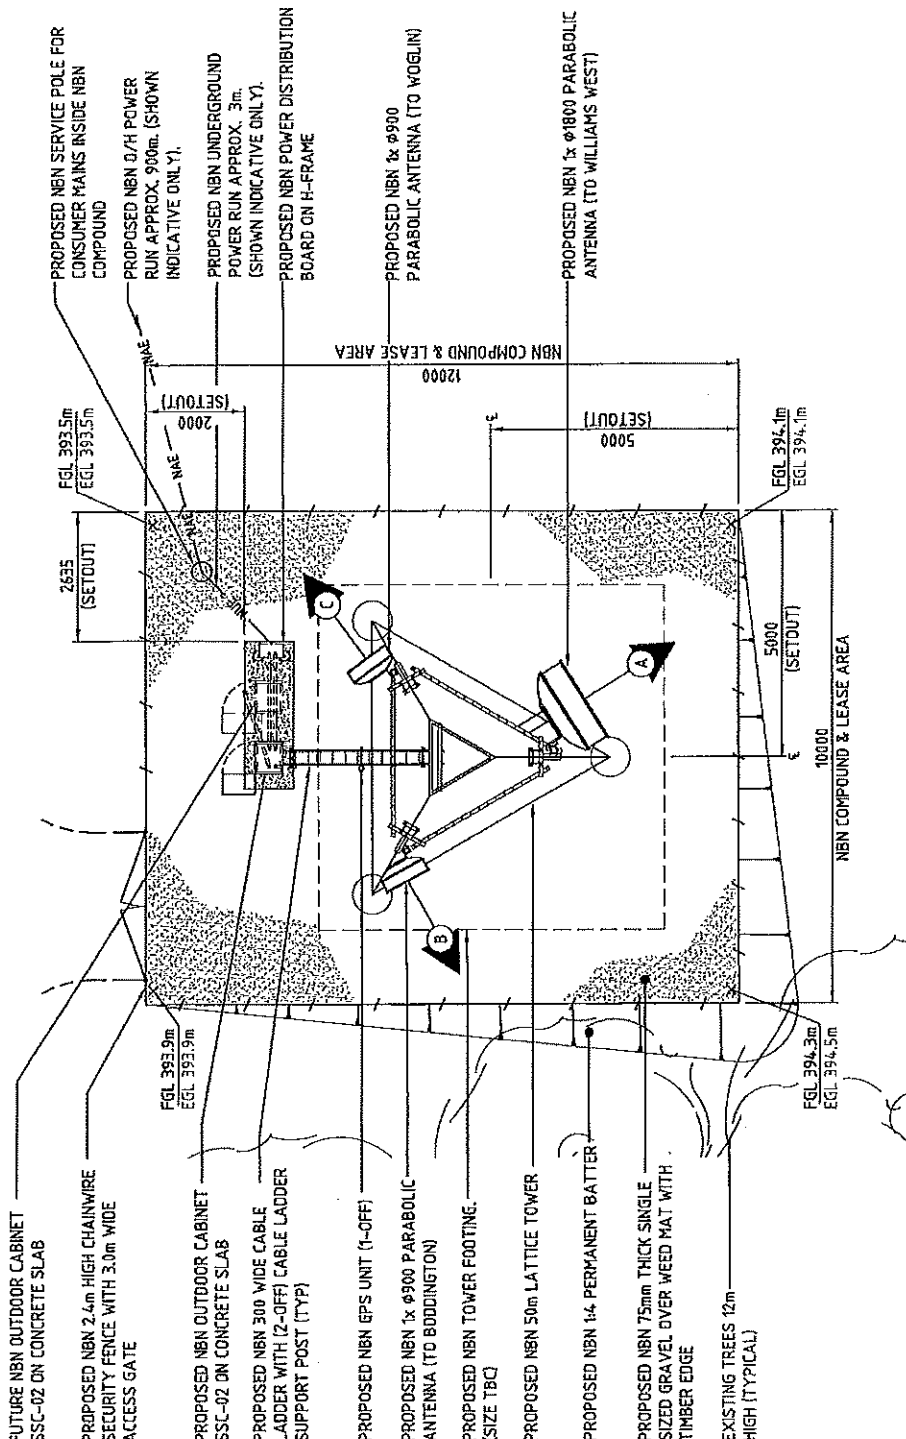 FUTURE NBN OUTDOOR CABINET
SSC-02 ON CONCRETE SLAB
PROPOSED NBN 2.4m HIGH CHAINWIRE
SECURITY FENCE WITH 3.0m WIDE
ACCESS GATE
PROPOSED NBN OUTDOOR CABINET
SSC-02 ON CONCRETE SLAB
PROPOSED NBN 300 WIDE CABLE
LADDER WITH (2-OFF) CABLE LADDER
SUPPORT POST (TYP)
PROPOSED NBN GPS UNIT (1-OFF)
PROPOSED NBN 1x Ø900 PARABOLIC
ANTENNA (TO BODDINGTON)
PROPOSED NBN TOWER FOOTING.
(SIZE TBC)
PROPOSED NBN 50m LATTICE TOWER
PROPOSED NBN 1:4 PERMANENT BATTER
PROPOSED NBN 75mm THICK SINGLE
SIZED GRAVEL OVER WEED MAT WITH
TIMBER EDGE
EXISTING TREES 12m
HIGH (TYPICAL)
FGL 393.9m
EGL 393.9m
FGL 394.3m
EGL 394.5m
B
C
A
2635
(SETOUT)
5000
(SETOUT)
10000
NBN COMPOUND & LEASE AREA
FGL 393.5m
EGL 393.5m
FGL 394.1m
EGL 394.1m
NAE
NAE
NAE
2000
(SETOUT)
5000
(SETOUT)
12000
NBN COMPOUND & LEASE AREA
PROPOSED NBN SERVICE POLE FOR
CONSUMER MAINS INSIDE NBN
COMPOUND
PROPOSED NBN O/H POWER
RUN APPROX. 900m. (SHOWN
INDICATIVE ONLY).
PROPOSED NBN UNDERGROUND
POWER RUN APPROX. 3m.
(SHOWN INDICATIVE ONLY).
PROPOSED NBN POWER DISTRIBUTION
BOARD ON H-FRAME
PROPOSED NBN 1x Ø900
PARABOLIC ANTENNA (TO WOGLIN)
PROPOSED NBN 1x Ø1800 PARABOLIC
ANTENNA (TO WILLIAMS WEST)